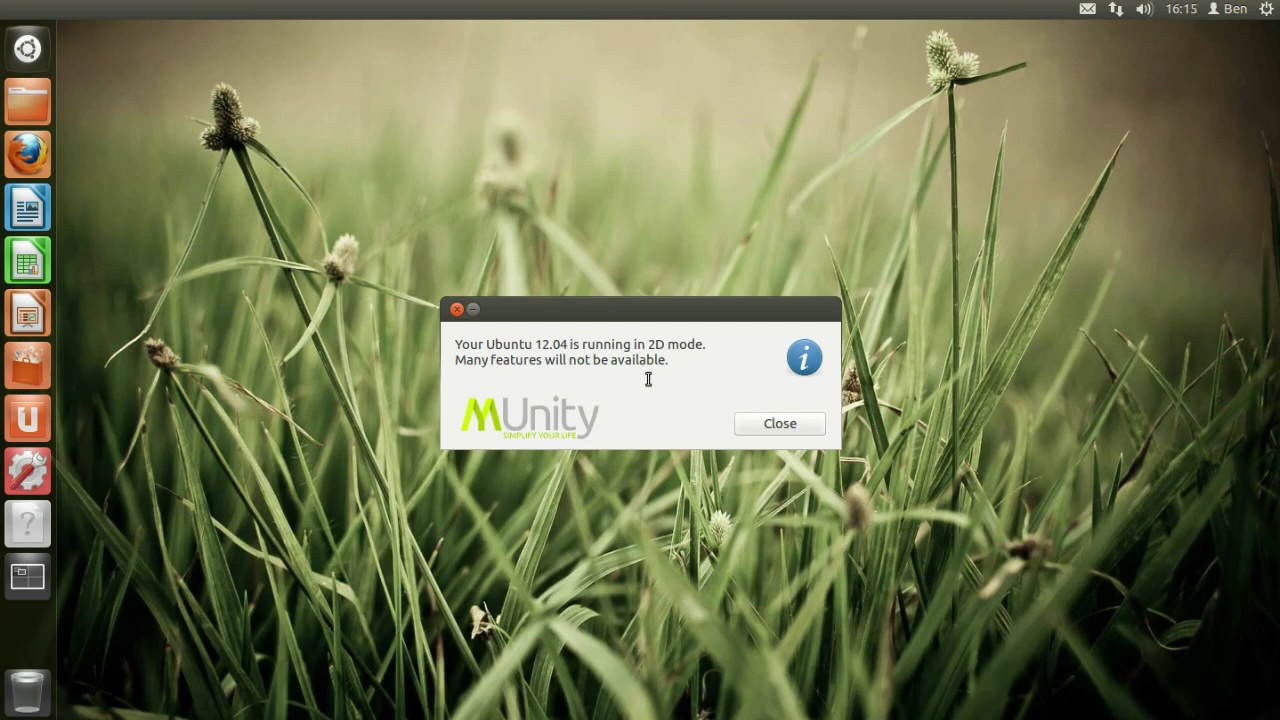 16:15 Ben
Your Ubuntu 12.04 is running in 2D mode.
Many features will not be available.
MUnity
SIMPLIFY YOUR LIFE
Close